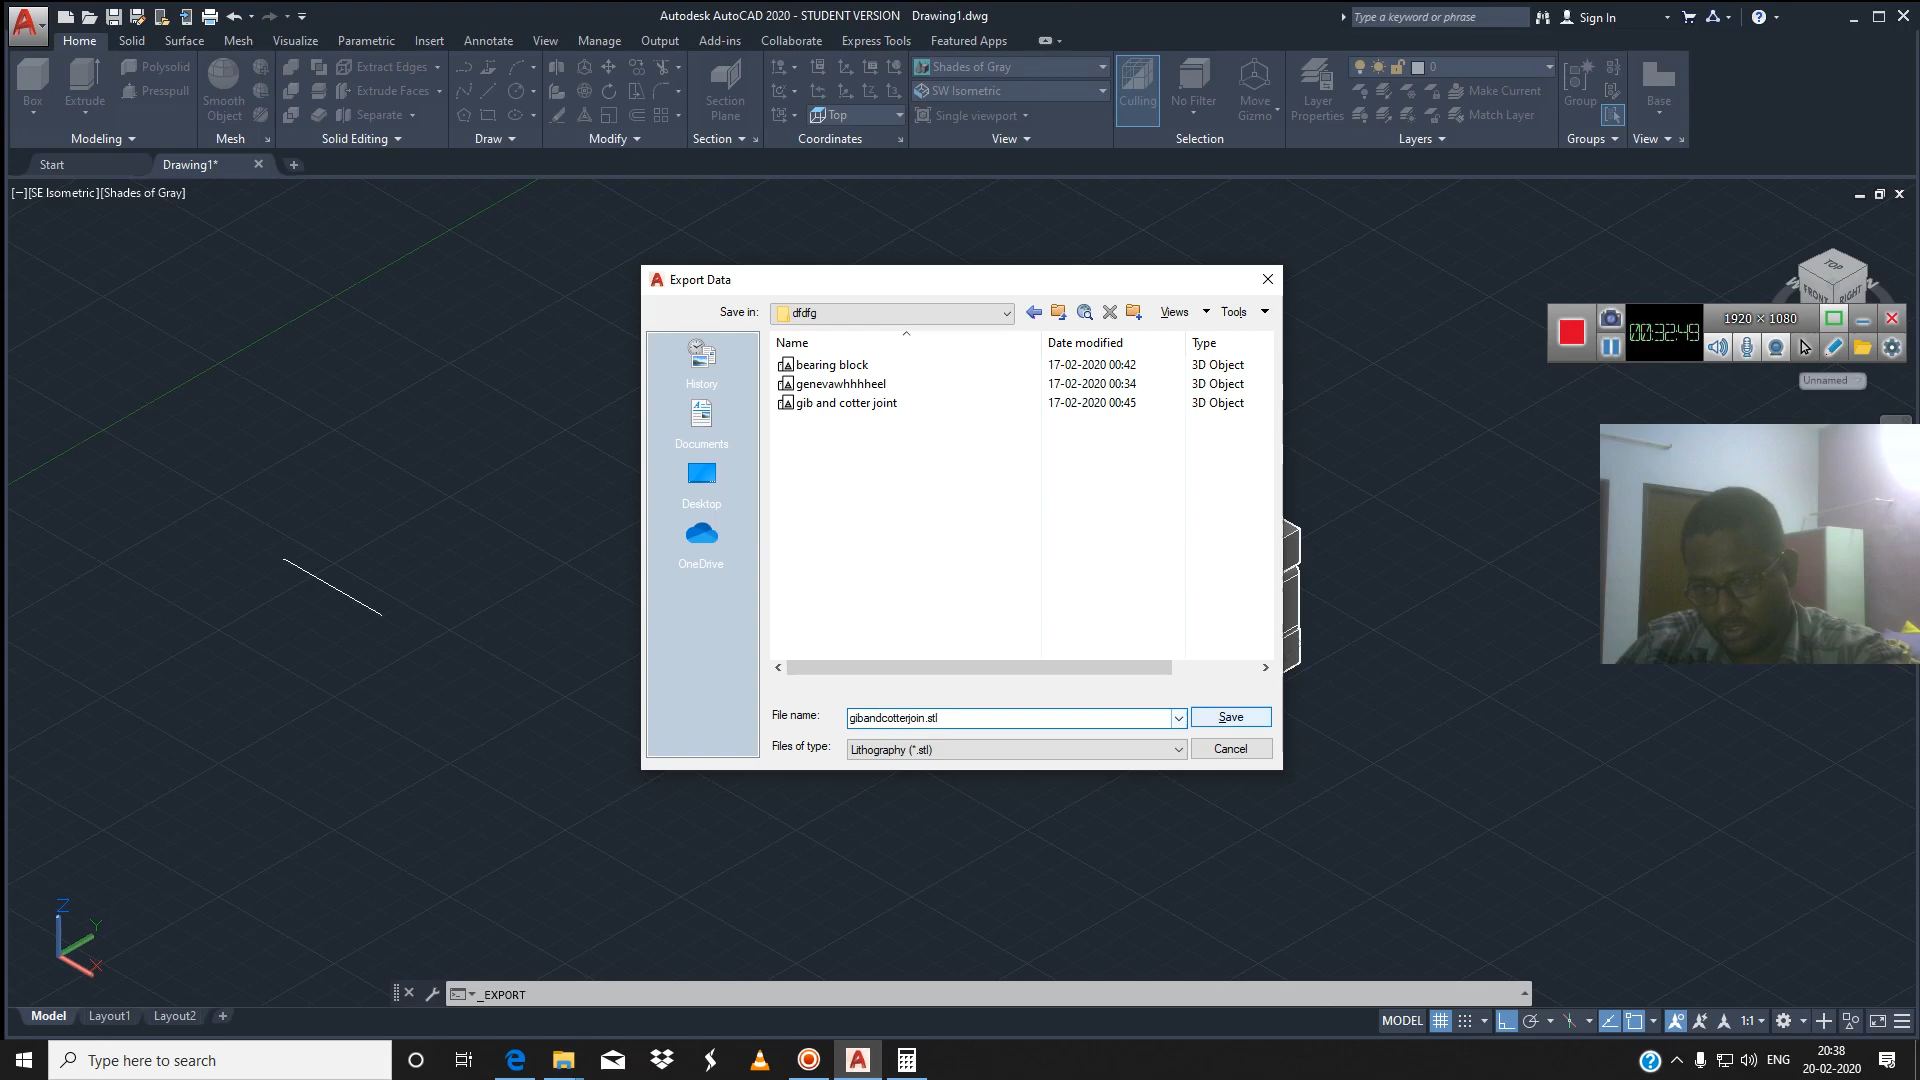 Autodesk AutoCAD 2020 - STUDENT VERSION Drawing1.dwg
Type a keyword or phrase
Sign In
Home Solid Surface Mesh Visualize Parametric Insert Annotate View Manage Output Add-ins Collaborate Express Tools Featured Apps
Box
Extrude
Polysolid
Presspull
Smooth
Object
Extract Edges
Extrude Faces
Separate
Section
Plane
Top
Shades of Gray
SW Isometric
Single viewport
Culling
No Filter
Move
Gizmo
Layer
Properties
0
Make Current
Match Layer
Group
Base
Modeling Mesh Solid Editing Draw Modify Section Coordinates View Selection Layers Groups View
Start Drawing1*
[−][SE Isometric][Shades of Gray]
TOP
FRONT
RIGHT
00:32:49
1920 × 1080
Unnamed
Export Data
Save in: dfdfg
Views Tools
Name Date modified Type
bearing block 17-02-2020 00:42 3D Object
genevawhhhheel 17-02-2020 00:34 3D Object
gib and cotter joint 17-02-2020 00:45 3D Object
History
Documents
Desktop
OneDrive
File name: gibandcotterjoin.stl Save
Files of type: Lithography (*.stl) Cancel
Z
Y
X
_EXPORT
Model Layout1 Layout2
MODEL
1:1
Type here to search
ENG
20:38
20-02-2020